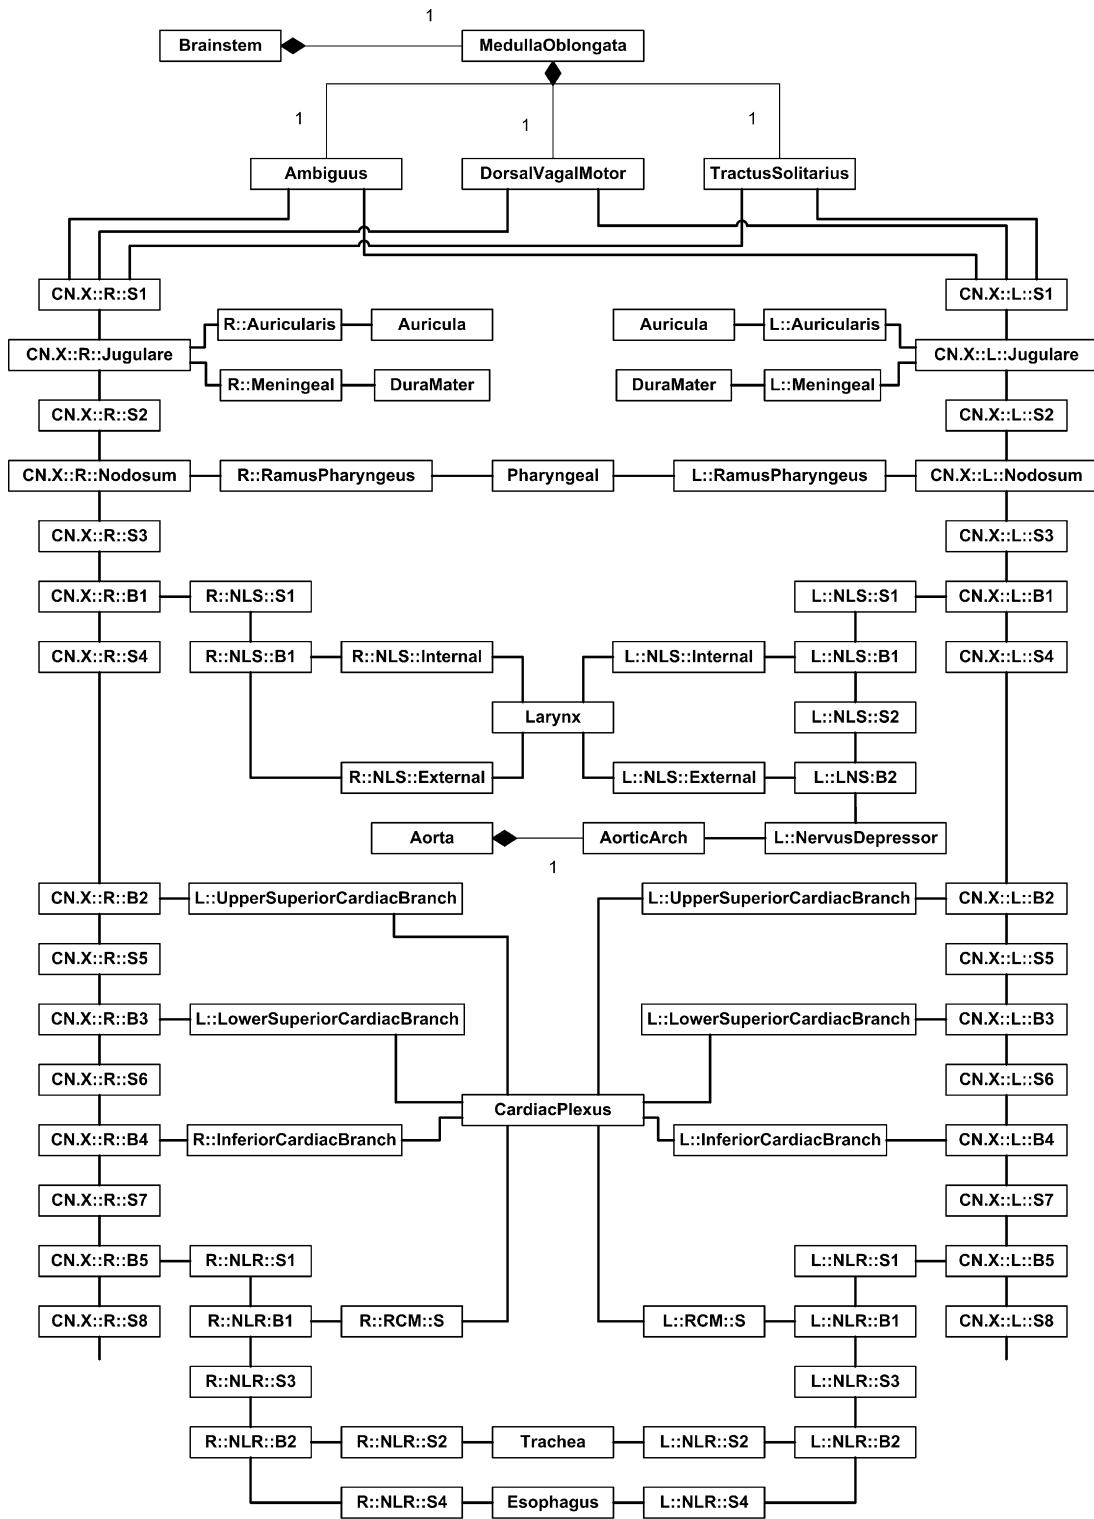 1
Brainstem MedullaOblongata
1 1 1
Ambiguus DorsalVagalMotor TractusSolitarius
CN.X::R::S1 CN.X::L::S1
R::Auricularis Auricula Auricula L::Auricularis
CN.X::R::Jugulare CN.X::L::Jugulare
R::Meningeal DuraMater DuraMater L::Meningeal
CN.X::R::S2 CN.X::L::S2
CN.X::R::Nodosum R::RamusPharyngeus Pharyngeal L::RamusPharyngeus CN.X::L::Nodosum
CN.X::R::S3 CN.X::L::S3
CN.X::R::B1 R::NLS::S1 L::NLS::S1 CN.X::L::B1
CN.X::R::S4 R::NLS::B1 R::NLS::Internal L::NLS::Internal L::NLS::B1 CN.X::L::S4
Larynx L::NLS::S2
R::NLS::External L::NLS::External L::LNS:B2
Aorta AorticArch L::NervusDepressor
1
CN.X::R::B2 L::UpperSuperiorCardiacBranch L::UpperSuperiorCardiacBranch CN.X::L::B2
CN.X::R::S5 CN.X::L::S5
CN.X::R::B3 L::LowerSuperiorCardiacBranch L::LowerSuperiorCardiacBranch CN.X::L::B3
CN.X::R::S6 CN.X::L::S6
CardiacPlexus
CN.X::R::B4 R::InferiorCardiacBranch L::InferiorCardiacBranch CN.X::L::B4
CN.X::R::S7 CN.X::L::S7
CN.X::R::B5 R::NLR::S1 L::NLR::S1 CN.X::L::B5
CN.X::R::S8 R::NLR:B1 R::RCM::S L::RCM::S L::NLR::B1 CN.X::L::S8
R::NLR::S3 L::NLR::S3
R::NLR::B2 R::NLR::S2 Trachea L::NLR::S2 L::NLR::B2
R::NLR::S4 Esophagus L::NLR::S4